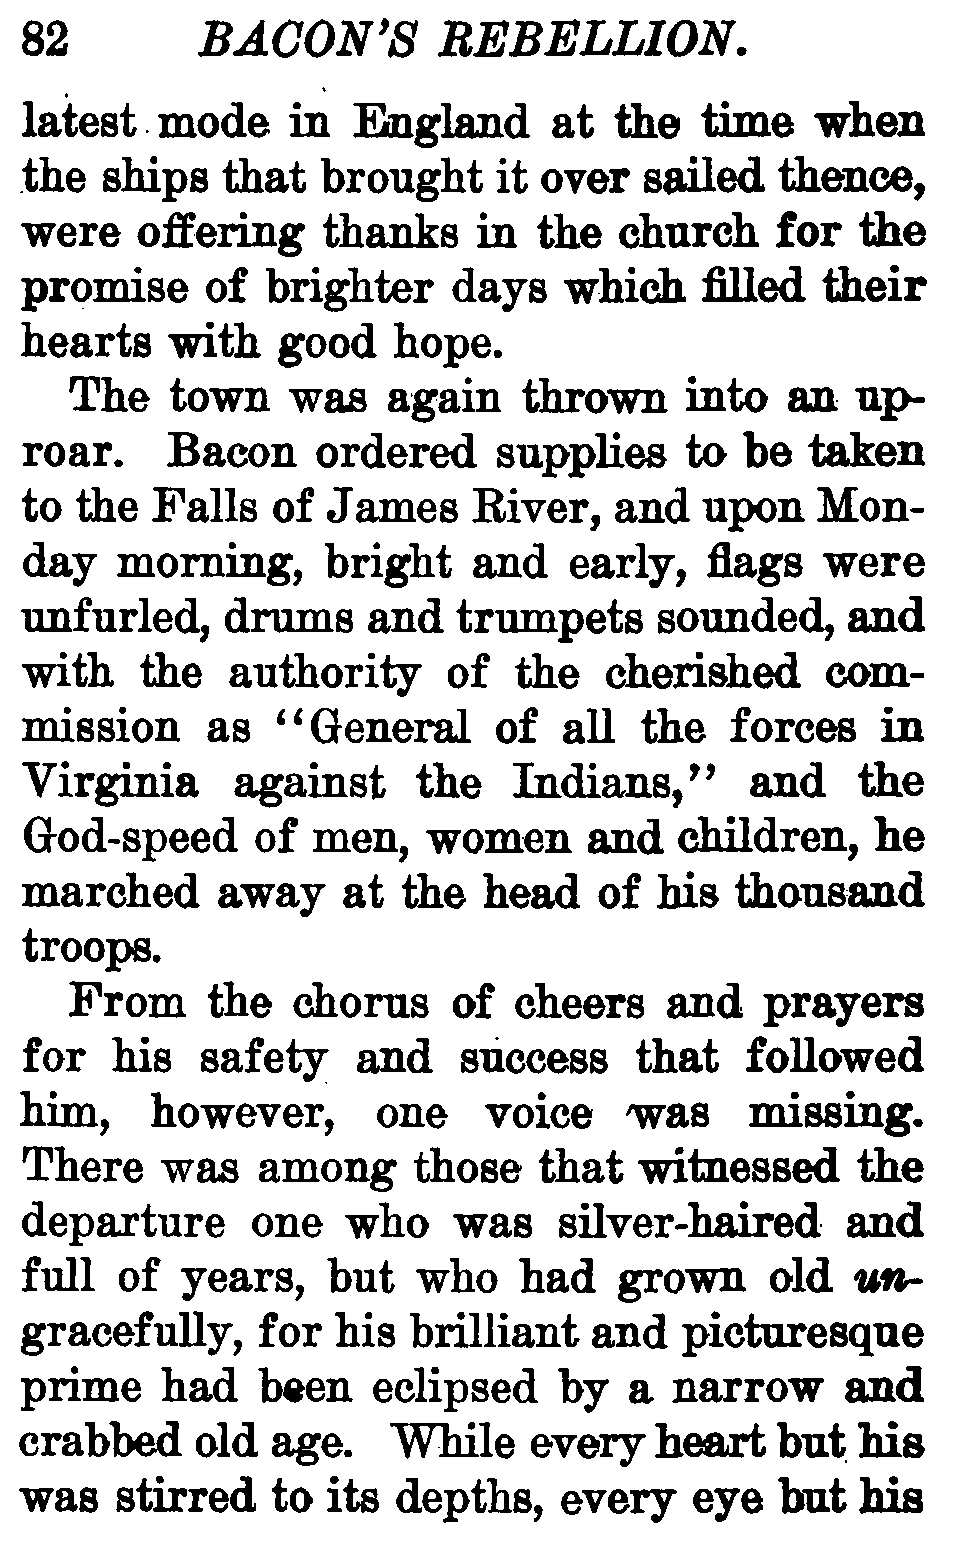 82 BACON'S REBELLION.
latest mode in England at the time when
the ships that brought it over sailed thence,
were offering thanks in the church for the
promise of brighter days which filled their
hearts with good hope.
The town was again thrown into an up-
roar. Bacon ordered supplies to be taken
to the Falls of James River, and upon Mon-
day morning, bright and early, flags were
unfurled, drums and trumpets sounded, and
with the authority of the cherished com-
mission as "General of all the forces in
Virginia against the Indians," and the
God-speed of men, women and children, he
marched away at the head of his thousand
troops.
From the chorus of cheers and prayers
for his safety and success that followed
him, however, one voice was missing.
There was among those that witnessed the
departure one who was silver-haired and
full of years, but who had grown old un-
gracefully, for his brilliant and picturesque
prime had been eclipsed by a narrow and
crabbed old age. While every heart but his
was stirred to its depths, every eye but his